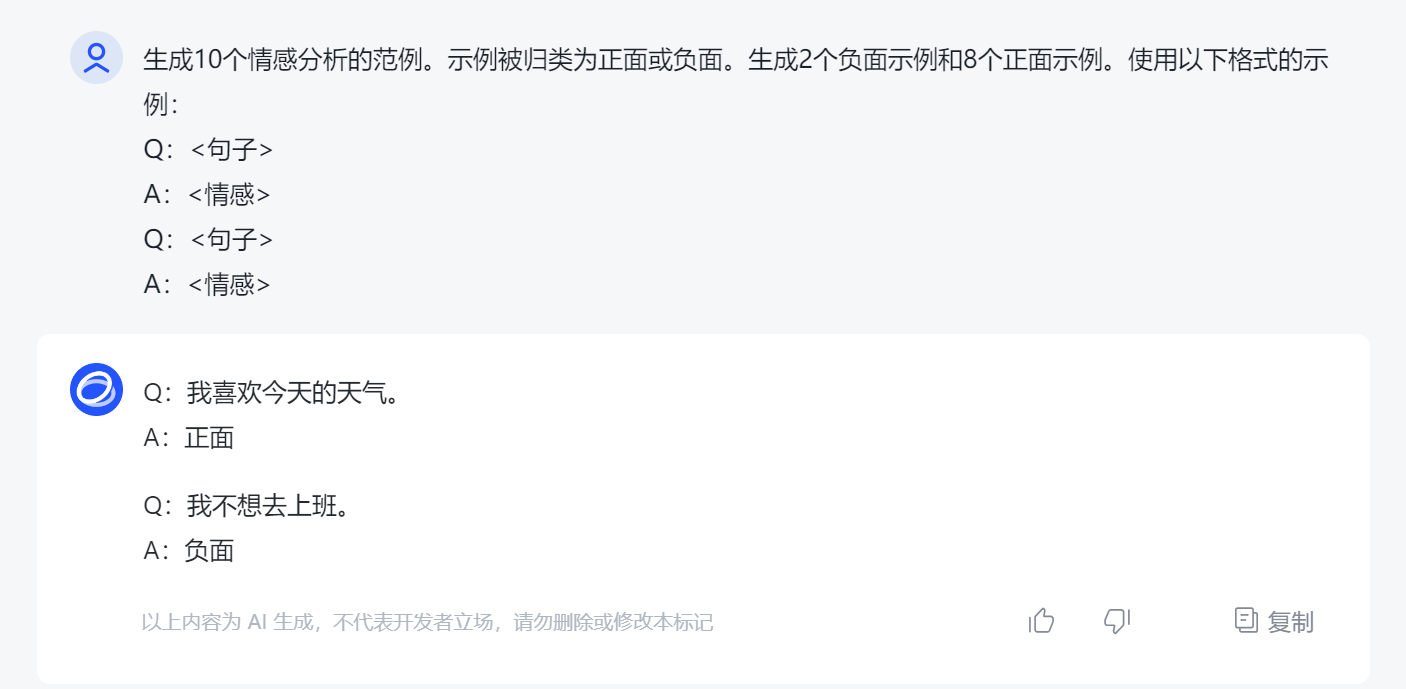 生成10个情感分析的范例。示例被归类为正面或负面。生成2个负面示例和8个正面示例。使用以下格式的示
例：
Q：<句子>
A：<情感>
Q：<句子>
A：<情感>
Q：我喜欢今天的天气。
A：正面
Q：我不想去上班。
A：负面
以上内容为 AI 生成，不代表开发者立场，请勿删除或修改本标记
复制